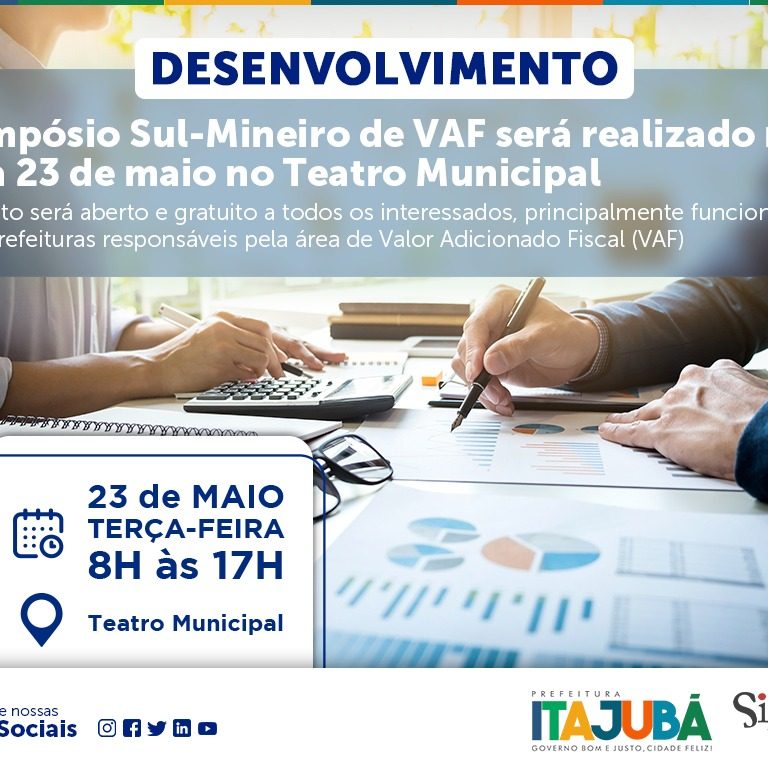 DESENVOLVIMENTO
mpósio Sul-Mineiro de VAF será realizado
23 de maio no Teatro Municipal
to será aberto e gratuito a todos os interessados, principalmente funcion
refeituras responsáveis pela área de Valor Adicionado Fiscal (VAF)
23 de MAIO
TERÇA-FEIRA
8H às 17H
Teatro Municipal
e nossas
Sociais
PREFEITURA
ITAJUBÁ
GOVERNO BOM E JUSTO, CIDADE FELIZ!
Si